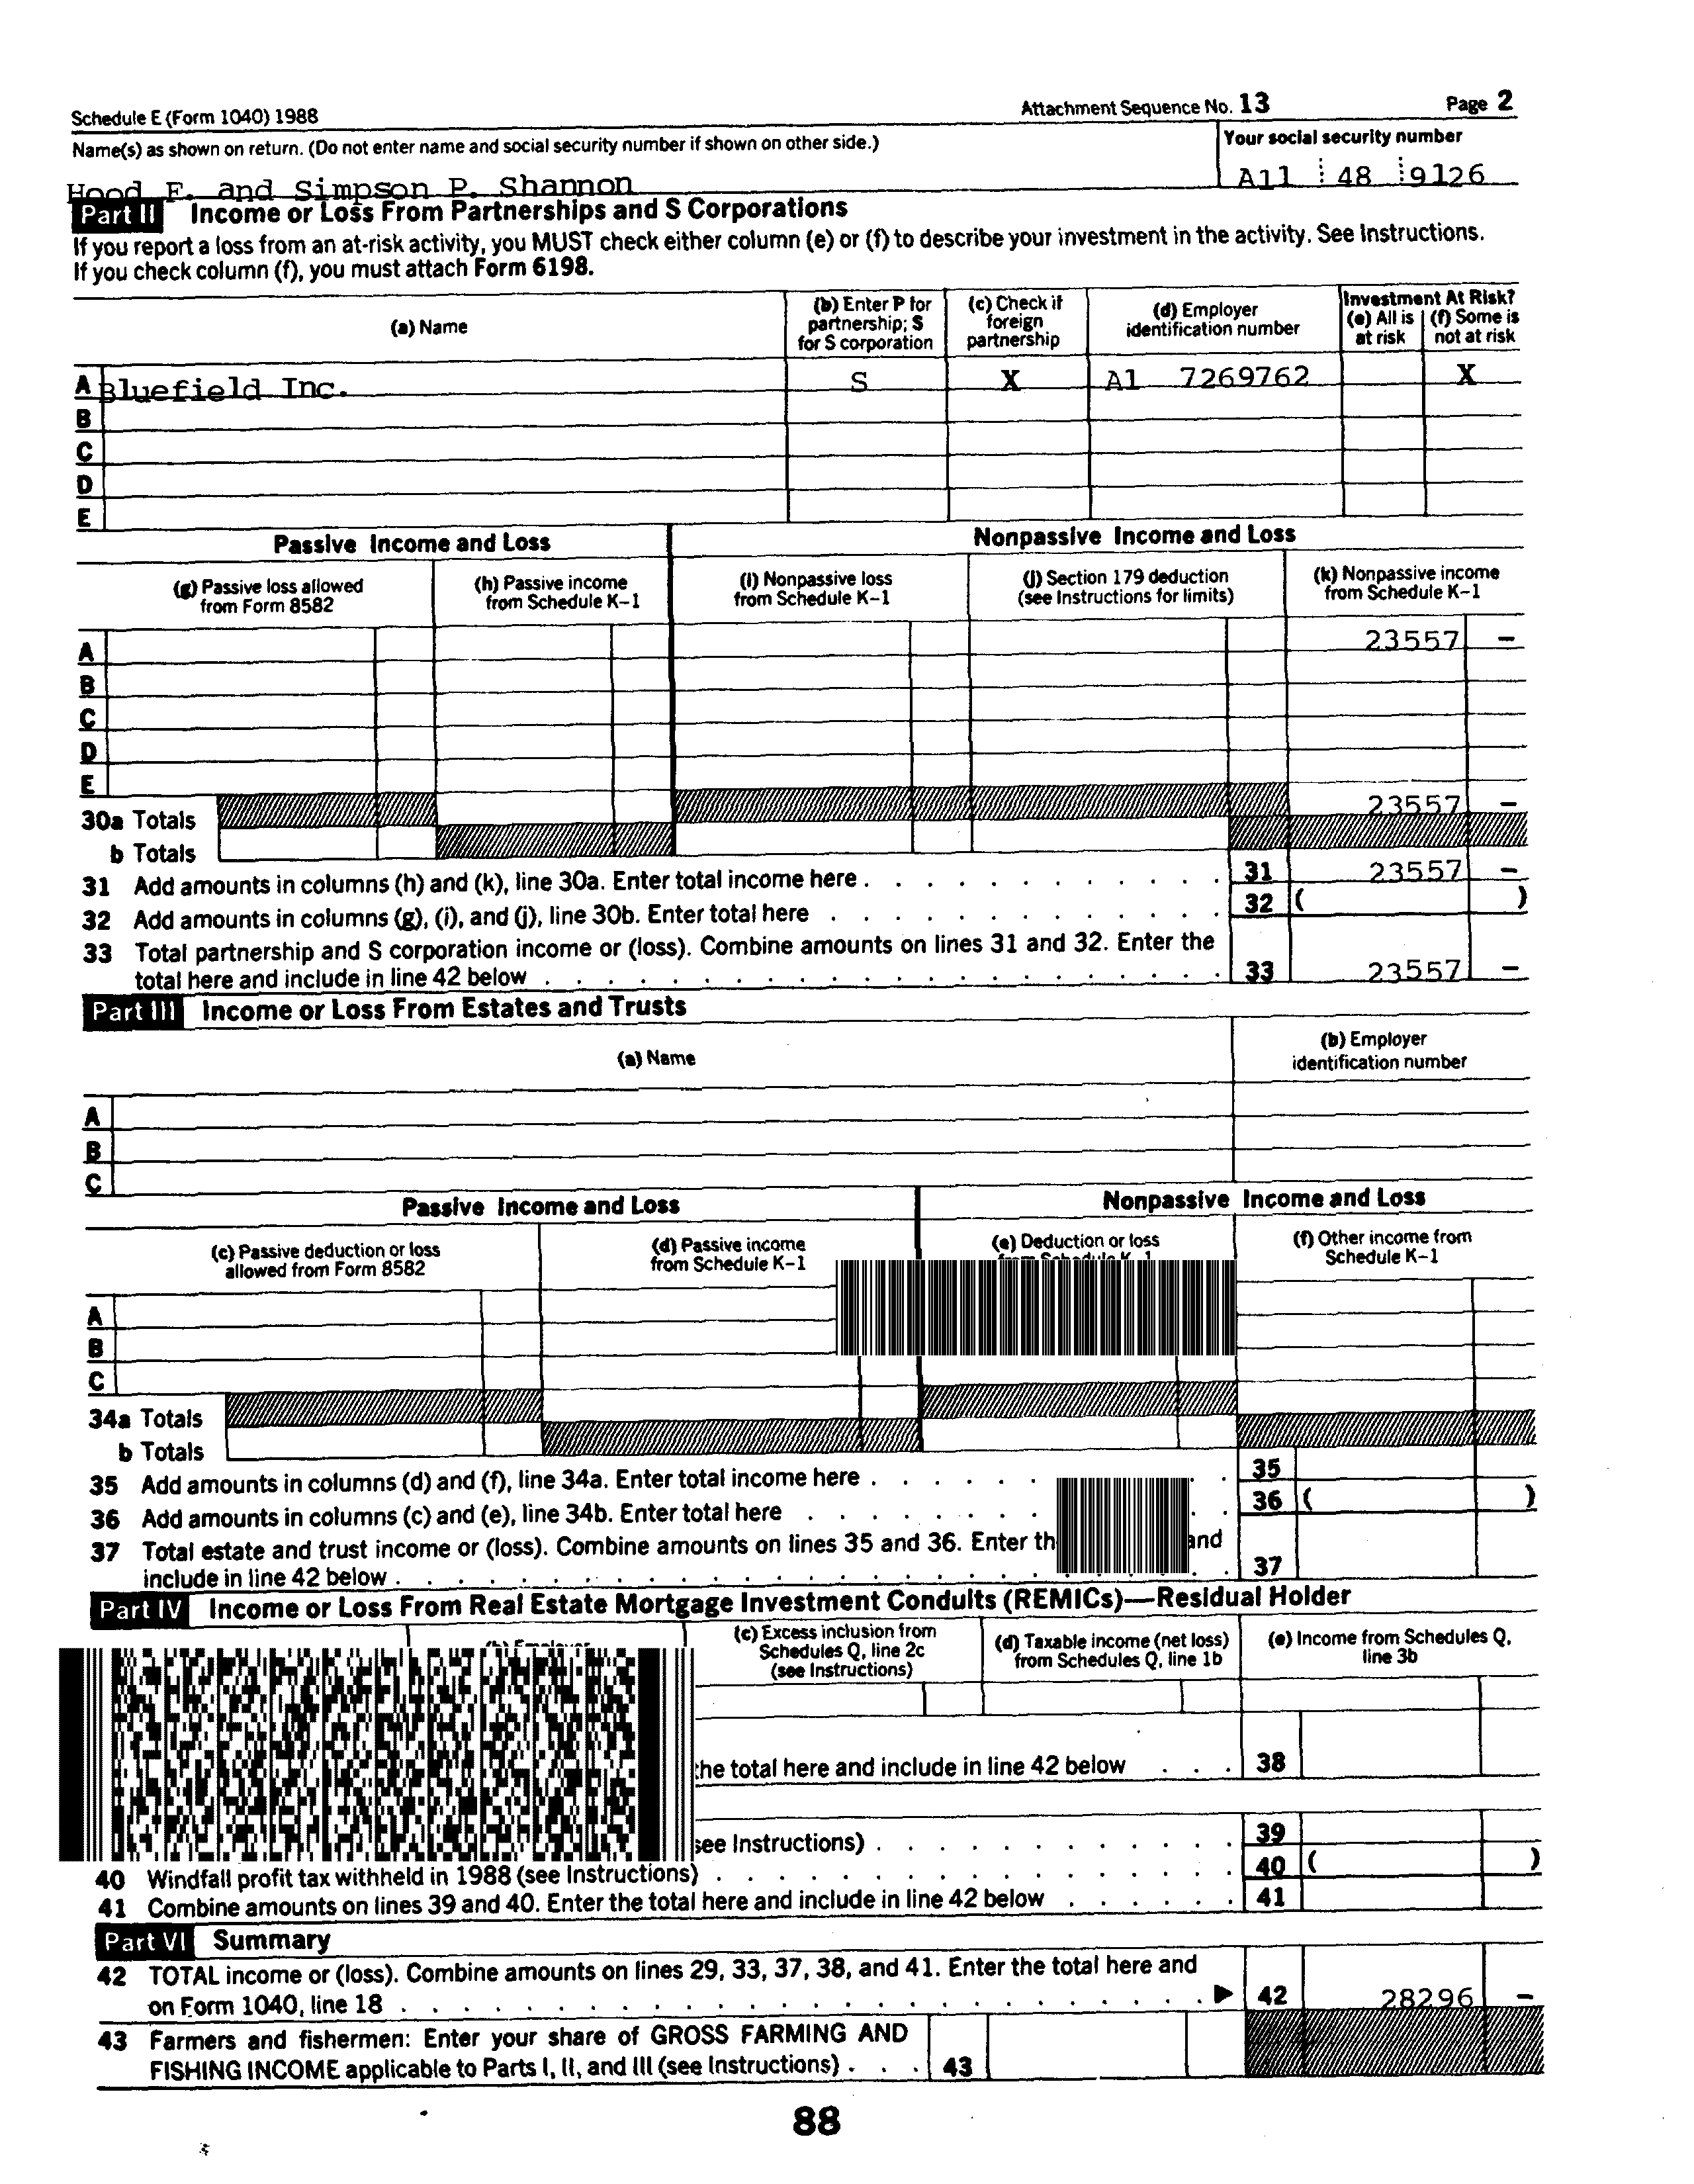 Schedule E (Form 1040) 1988 Attachment Sequence No. 13 Page 2
Name(s) as shown on return. (Do not enter name and social security number if shown on other side.) Your social security number
Hood F. and Simpson P. Shannon A11 48 9126
Part II Income or Loss From Partnerships and S Corporations
If you report a loss from an at-risk activity, you MUST check either column (e) or (f) to describe your investment in the activity. See Instructions.
If you check column (f), you must attach Form 6198.
(a) Name
(b) Enter P for partnership; S for S corporation
(c) Check if foreign partnership
(d) Employer identification number
Investment At Risk?
(e) All is at risk
(f) Some is not at risk
A Bluefield Inc. S X A1 7269762 X
B
C
D
E
Passive Income and Loss Nonpassive Income and Loss
(g) Passive loss allowed from Form 8582
(h) Passive income from Schedule K-1
(i) Nonpassive loss from Schedule K-1
(j) Section 179 deduction (see Instructions for limits)
(k) Nonpassive income from Schedule K-1
A 23557 -
B
C
D
E
30a Totals 23557 -
b Totals
31 Add amounts in columns (h) and (k), line 30a. Enter total income here . 31 23557 -
32 Add amounts in columns (g), (i), and (j), line 30b. Enter total here . 32 ( )
33 Total partnership and S corporation income or (loss). Combine amounts on lines 31 and 32. Enter the
total here and include in line 42 below . 33 23557 -
Part III Income or Loss From Estates and Trusts
(a) Name
(b) Employer identification number
A
B
C
Passive Income and Loss Nonpassive Income and Loss
(c) Passive deduction or loss allowed from Form 8582
(d) Passive income from Schedule K-1
(e) Deduction or loss
(f) Other income from Schedule K-1
A
B
C
34a Totals
b Totals
35 Add amounts in columns (d) and (f), line 34a. Enter total income here . 35
36 Add amounts in columns (c) and (e), line 34b. Enter total here . 36 ( )
37 Total estate and trust income or (loss). Combine amounts on lines 35 and 36. Enter th and
include in line 42 below . 37
Part IV Income or Loss From Real Estate Mortgage Investment Conduits (REMICs)—Residual Holder
(c) Excess inclusion from Schedules Q, line 2c (see Instructions)
(d) Taxable income (net loss) from Schedules Q, line 1b
(e) Income from Schedules Q, line 3b
the total here and include in line 42 below . . . 38
see Instructions) . 39
40 Windfall profit tax withheld in 1988 (see Instructions) . 40 ( )
41 Combine amounts on lines 39 and 40. Enter the total here and include in line 42 below . 41
Part VI Summary
42 TOTAL income or (loss). Combine amounts on lines 29, 33, 37, 38, and 41. Enter the total here and
on Form 1040, line 18 . 42 28296 -
43 Farmers and fishermen: Enter your share of GROSS FARMING AND
FISHING INCOME applicable to Parts I, II, and III (see Instructions) . . . 43
88